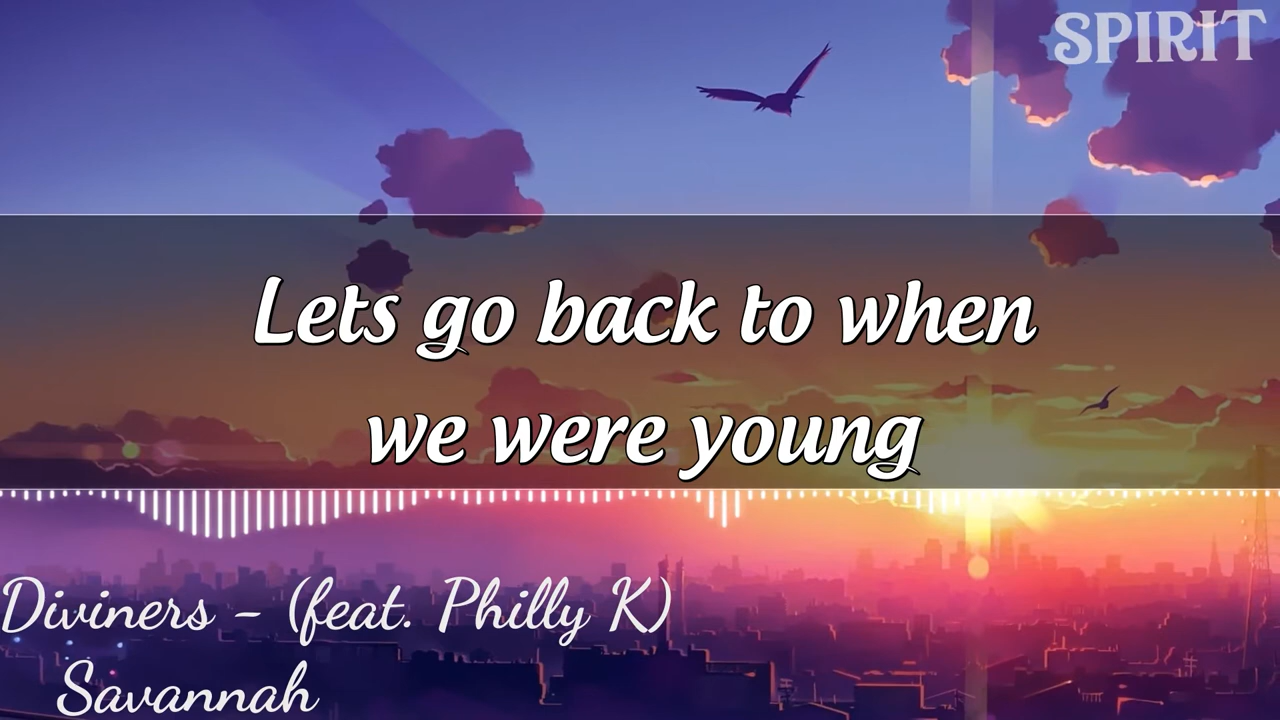 SPIRIT
Lets go back to when
we were young
Diviners - (feat. Philly K)
Savannah